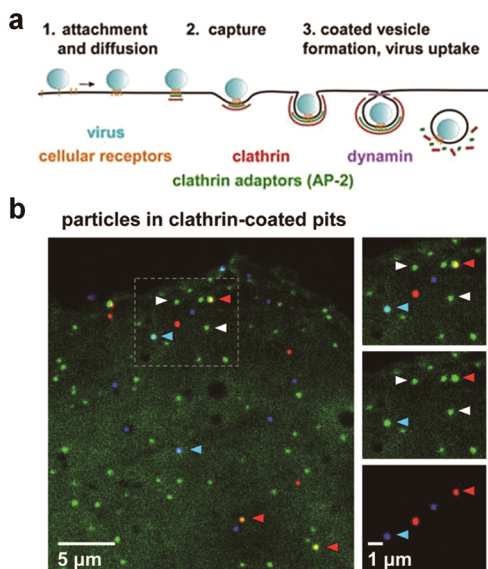 a
1. attachment and diffusion
2. capture
3. coated vesicle formation, virus uptake
virus
clathrin
dynamin
cellular receptors
clathrin adaptors (AP-2)
b
particles in clathrin-coated pits
5 µm
1 µm